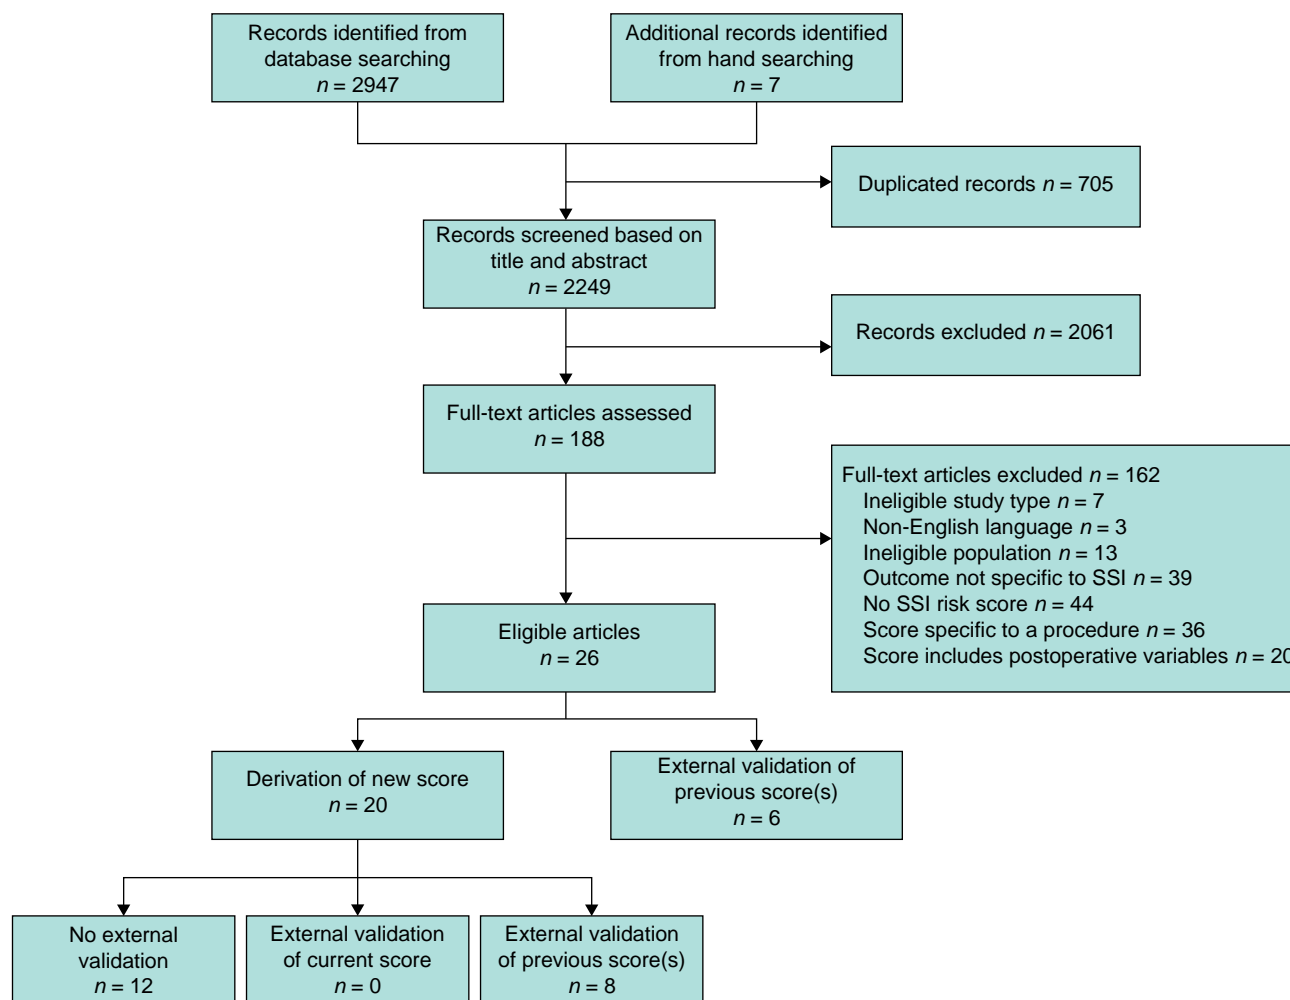 Records identified from
database searching
n = 2947
Additional records identified
from hand searching
n = 7
Duplicated records n = 705
Records screened based on
title and abstract
n = 2249
Records excluded n = 2061
Full-text articles assessed
n = 188
Full-text articles excluded n = 162
Ineligible study type n = 7
Non-English language n = 3
Ineligible population n = 13
Outcome not specific to SSI n = 39
No SSI risk score n = 44
Score specific to a procedure n = 36
Score includes postoperative variables n = 20
Eligible articles
n = 26
Derivation of new score
n = 20
External validation of
previous score(s)
n = 6
No external
validation
n = 12
External validation
of current score
n = 0
External validation
of previous score(s)
n = 8